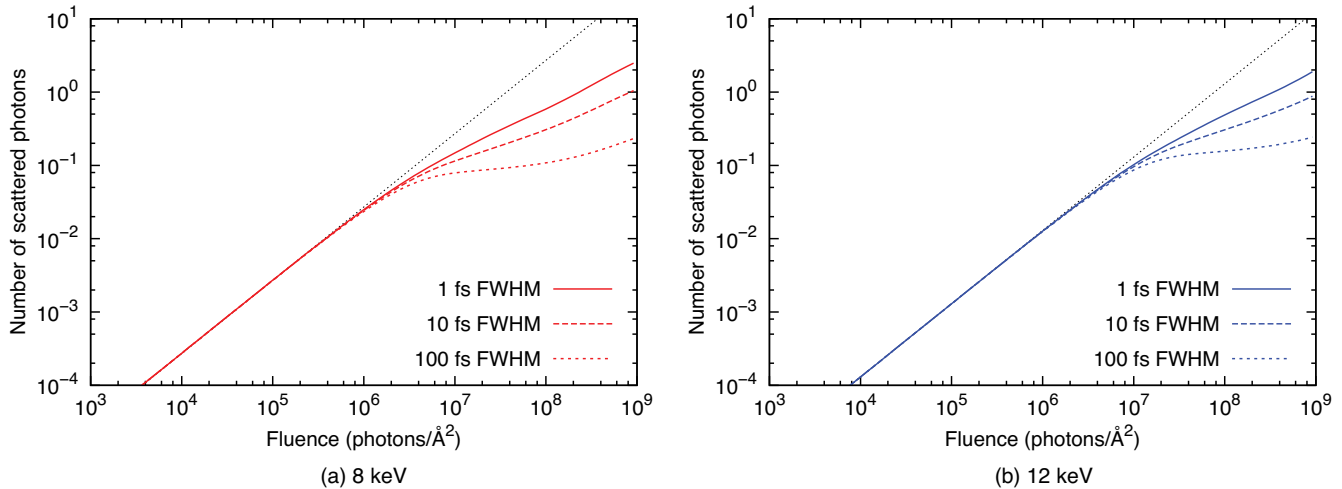 Number of scattered photons
10^1
10^0
10^-1
10^-2
10^-3
10^-4
1 fs FWHM
10 fs FWHM
100 fs FWHM
10^3 10^4 10^5 10^6 10^7 10^8 10^9
Fluence (photons/Å^2)
(a) 8 keV
Number of scattered photons
10^1
10^0
10^-1
10^-2
10^-3
10^-4
1 fs FWHM
10 fs FWHM
100 fs FWHM
10^3 10^4 10^5 10^6 10^7 10^8 10^9
Fluence (photons/Å^2)
(b) 12 keV